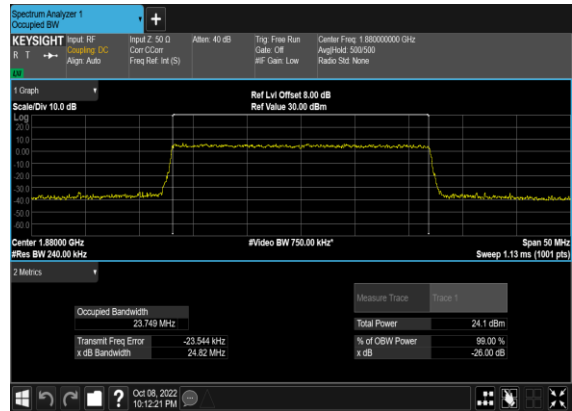 Spectrum Analyzer 1
Occupied BW
+
KEYSIGHT Input: RF Input Z: 50 Ω Atten: 40 dB Trig: Free Run Center Freq: 1.880000000 GHz
R T Coupling: DC Corr CCorr Gate: Off Avg|Hold: 500/500
Align: Auto Freq Ref: Int (S) #IF Gain: Low Radio Std: None
1 Graph
Ref Lvl Offset 8.00 dB
Scale/Div 10.0 dB Ref Value 30.00 dBm
Log
20.0
10.0
0.00
-10.0
-20.0
-30.0
-40.0
-50.0
-60.0
Center 1.88000 GHz #Video BW 750.00 kHz* Span 50 MHz
#Res BW 240.00 kHz Sweep 1.13 ms (1001 pts)
2 Metrics
Measure Trace Trace 1
Occupied Bandwidth
23.749 MHz Total Power 24.1 dBm
Transmit Freq Error -23.544 kHz % of OBW Power 99.00 %
x dB Bandwidth 24.82 MHz x dB -26.00 dB
? Oct 08, 2022
10:12:21 PM